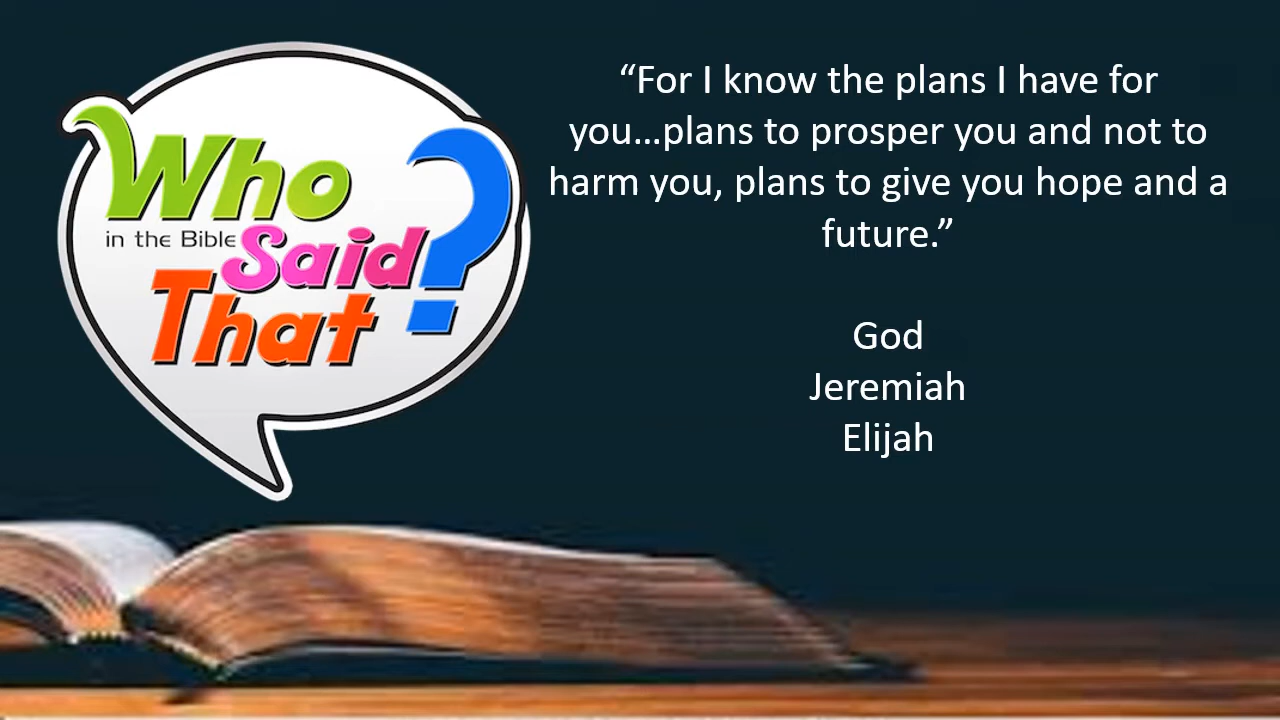 Who
in the Bible
Said
That
?
“For I know the plans I have for
you…plans to prosper you and not to
harm you, plans to give you hope and a
future.”
God
Jeremiah
Elijah